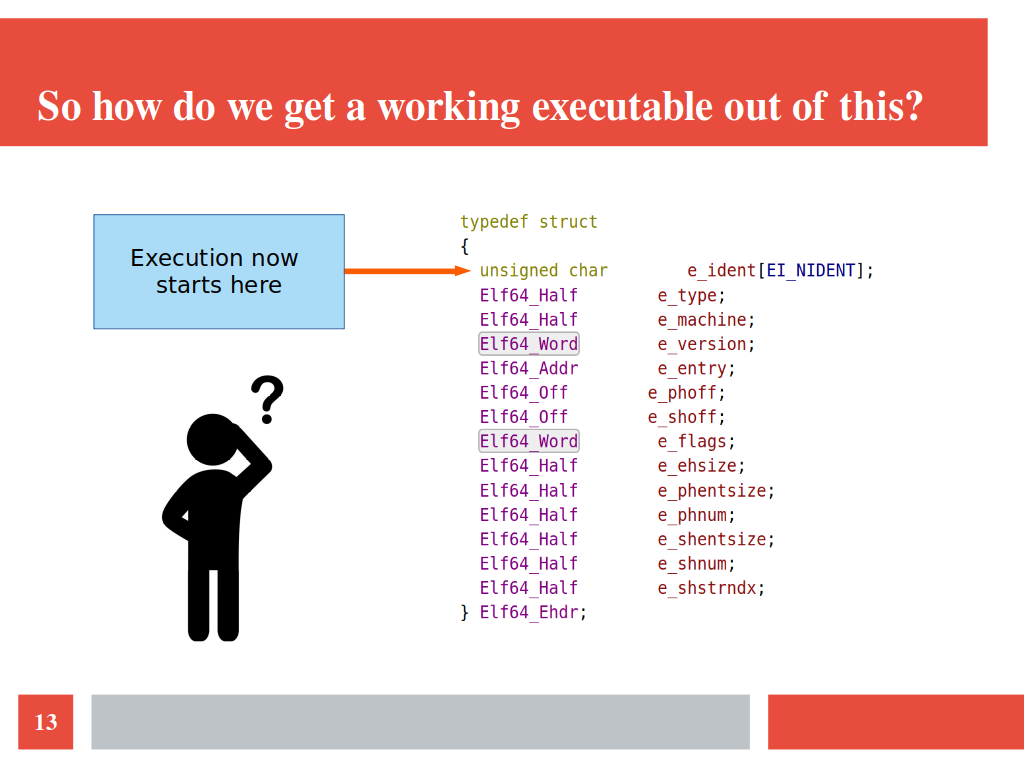 So how do we get a working executable out of this?
Execution now
starts here
?
typedef struct
{
unsigned char e_ident[EI_NIDENT];
Elf64_Half e_type;
Elf64_Half e_machine;
Elf64_Word e_version;
Elf64_Addr e_entry;
Elf64_Off e_phoff;
Elf64_Off e_shoff;
Elf64_Word e_flags;
Elf64_Half e_ehsize;
Elf64_Half e_phentsize;
Elf64_Half e_phnum;
Elf64_Half e_shentsize;
Elf64_Half e_shnum;
Elf64_Half e_shstrndx;
} Elf64_Ehdr;
13